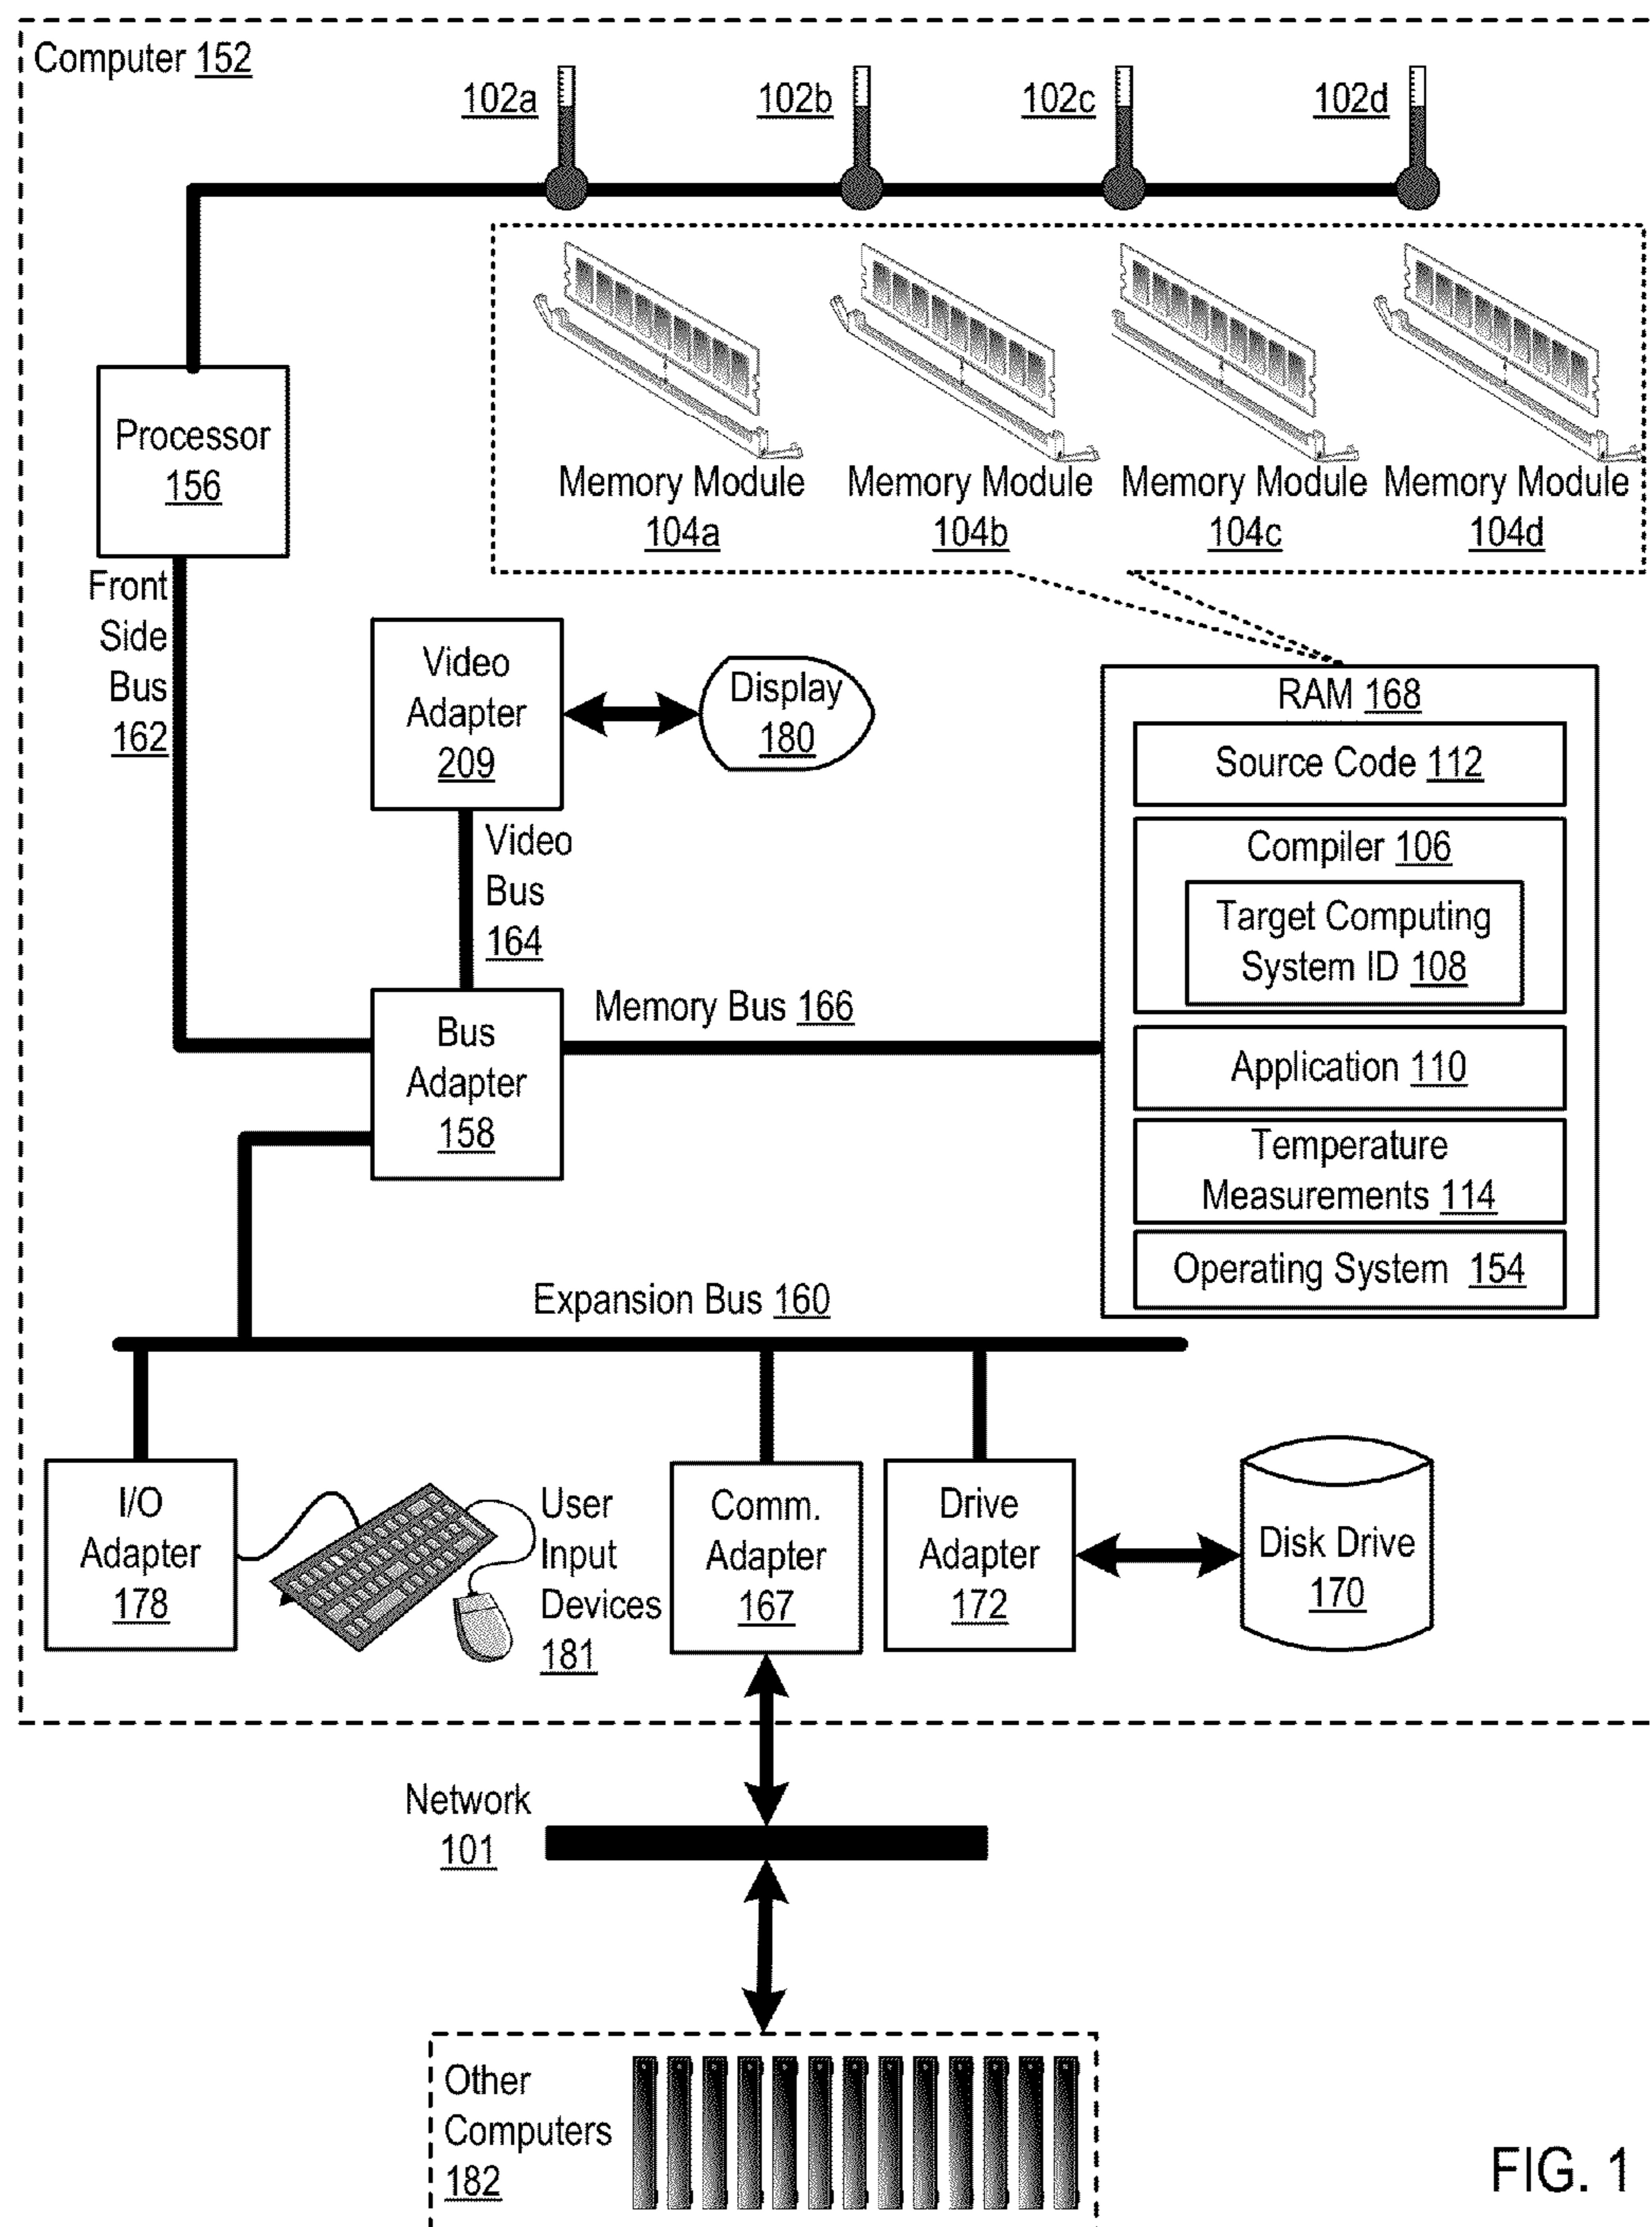 Computer 152
102a
102b
102c
102d
Processor
156
Memory Module
104a
Memory Module
104b
Memory Module
104c
Memory Module
104d
Front
Side
Bus
162
Video
Adapter
209
Display
180
Video
Bus
164
RAM 168
Source Code 112
Compiler 106
Target Computing
System ID 108
Application 110
Temperature
Measurements 114
Operating System 154
Bus
Adapter
158
Memory Bus 166
Expansion Bus 160
I/O
Adapter
178
User
Input
Devices
181
Comm.
Adapter
167
Drive
Adapter
172
Disk Drive
170
Network
101
Other
Computers
182
FIG. 1